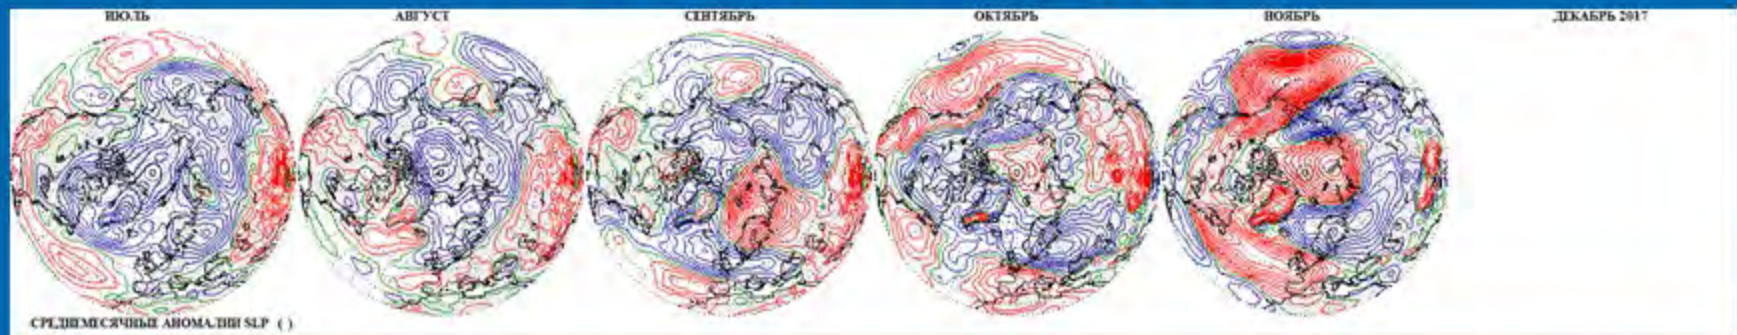 ИЮЛЬ
АВГУСТ
СЕНТЯБРЬ
ОКТЯБРЬ
НОЯБРЬ
ДЕКАБРЬ 2017
СРЕДНЕМЕСЯЧНЫЕ АНОМАЛИИ SLP ( )